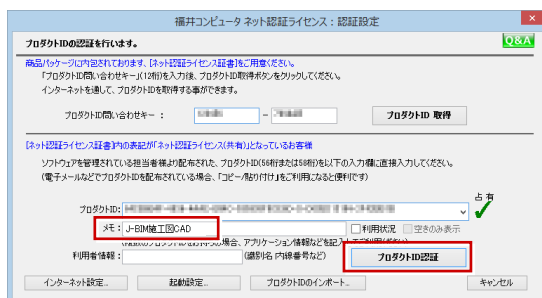 福井コンピュータ ネット認証ライセンス：認証設定
プロダクトIDの認証を行います。
Q&A
商品パッケージに内包されております、[ネット認証ライセンス証書]をご用意ください。
「プロダクトID問い合わせキー」(12桁)を入力後、プロダクトID取得ボタンをクリックしてください。
インターネットを通して、プロダクトIDを取得する事ができます。
プロダクトID問い合わせキー：
-
プロダクトID 取得
[ネット認証ライセンス証書]内の表記が「ネット認証ライセンス(共有)」となっているお客様
ソフトウェアを管理されている担当者様より配布された、プロダクトID(56桁または58桁)を以下の入力欄に直接入力してください。
(電子メールなどでプロダクトIDを配布されている場合、「コピー/貼り付け」をご利用になると便利です)
占有
プロダクトID：
メモ： J-BIM施工図CAD
利用状況 空きのみ表示
場合、アプリケーション情報などを記入
利用者情報： (識別名 内線番号など)
プロダクトID認証
インターネット設定... 起動設定... プロダクトIDのインポート... キャンセル